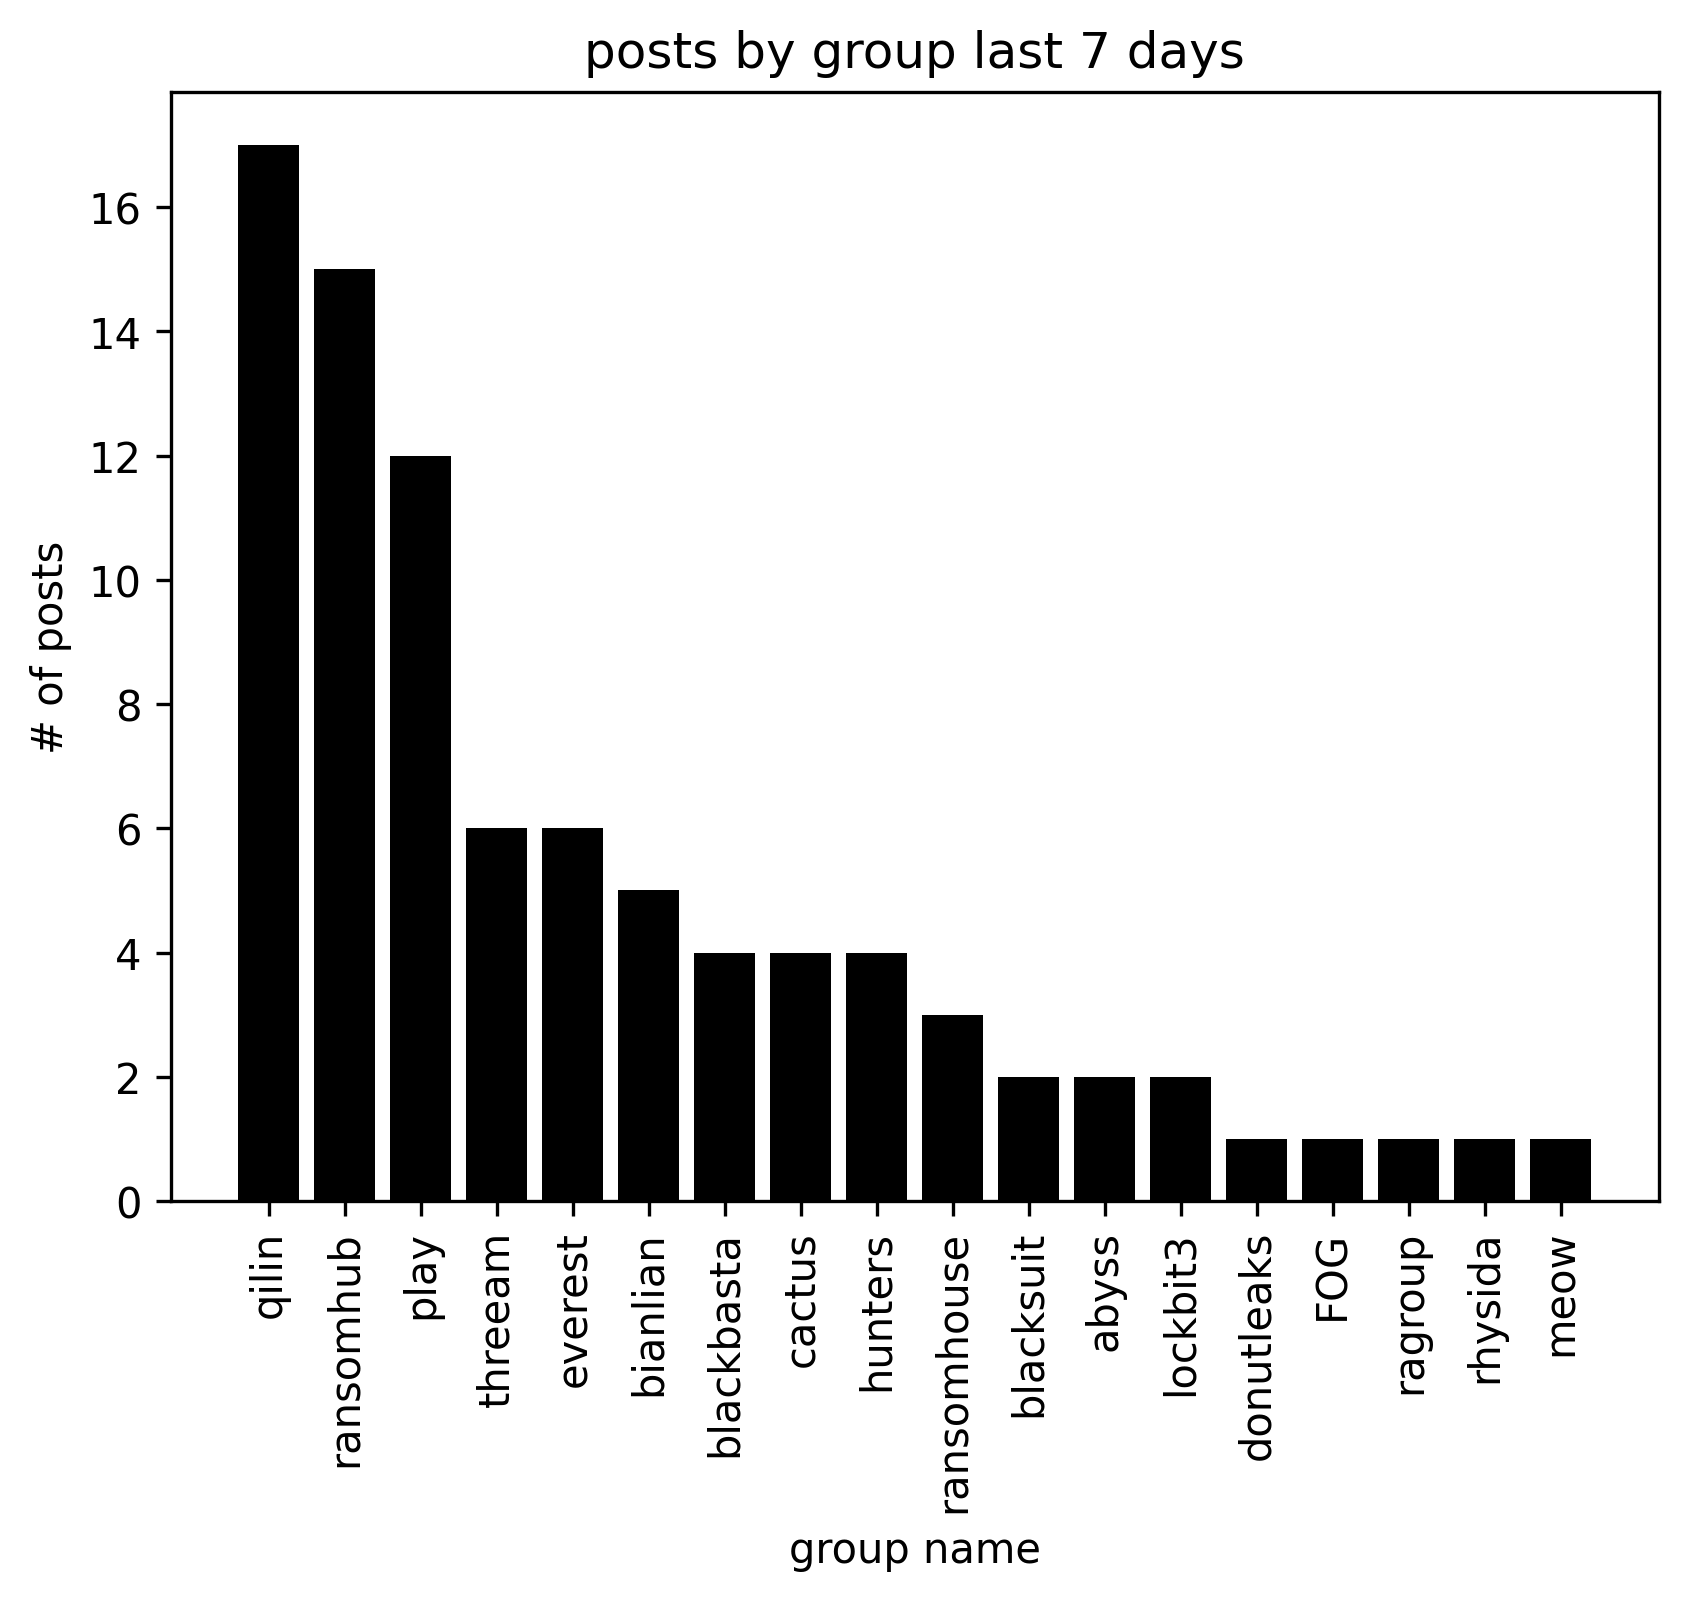 posts by group last 7 days
# of posts
16
14
12
10
8
6
4
2
0
qilin
ransomhub
play
threeam
everest
bianlian
blackbasta
cactus
hunters
ransomhouse
blacksuit
abyss
lockbit3
donutleaks
FOG
ragroup
rhysida
meow
group name